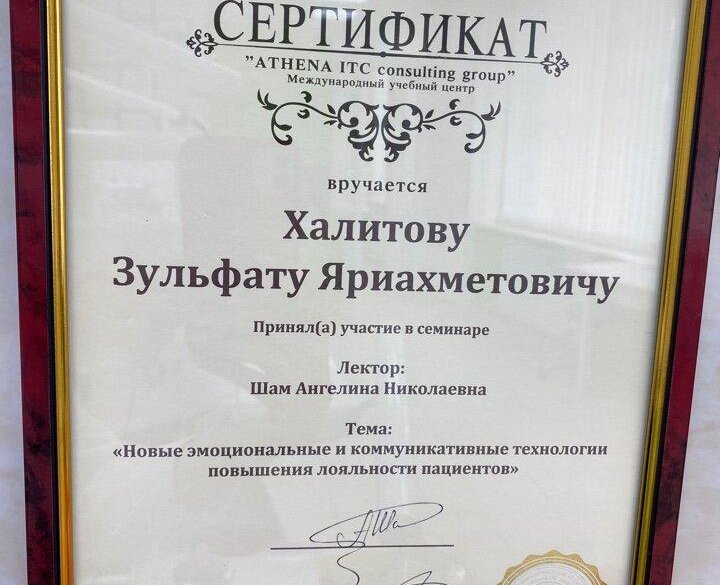 СЕРТИФИКАТ
"ATHENA ITC consulting group"
Международный учебный центр
вручается
Халитову
Зульфату Яриахметовичу
Принял(а) участие в семинаре
Лектор:
Шам Ангелина Николаевна
Тема:
«Новые эмоциональные и коммуникативные технологии
повышения лояльности пациентов»